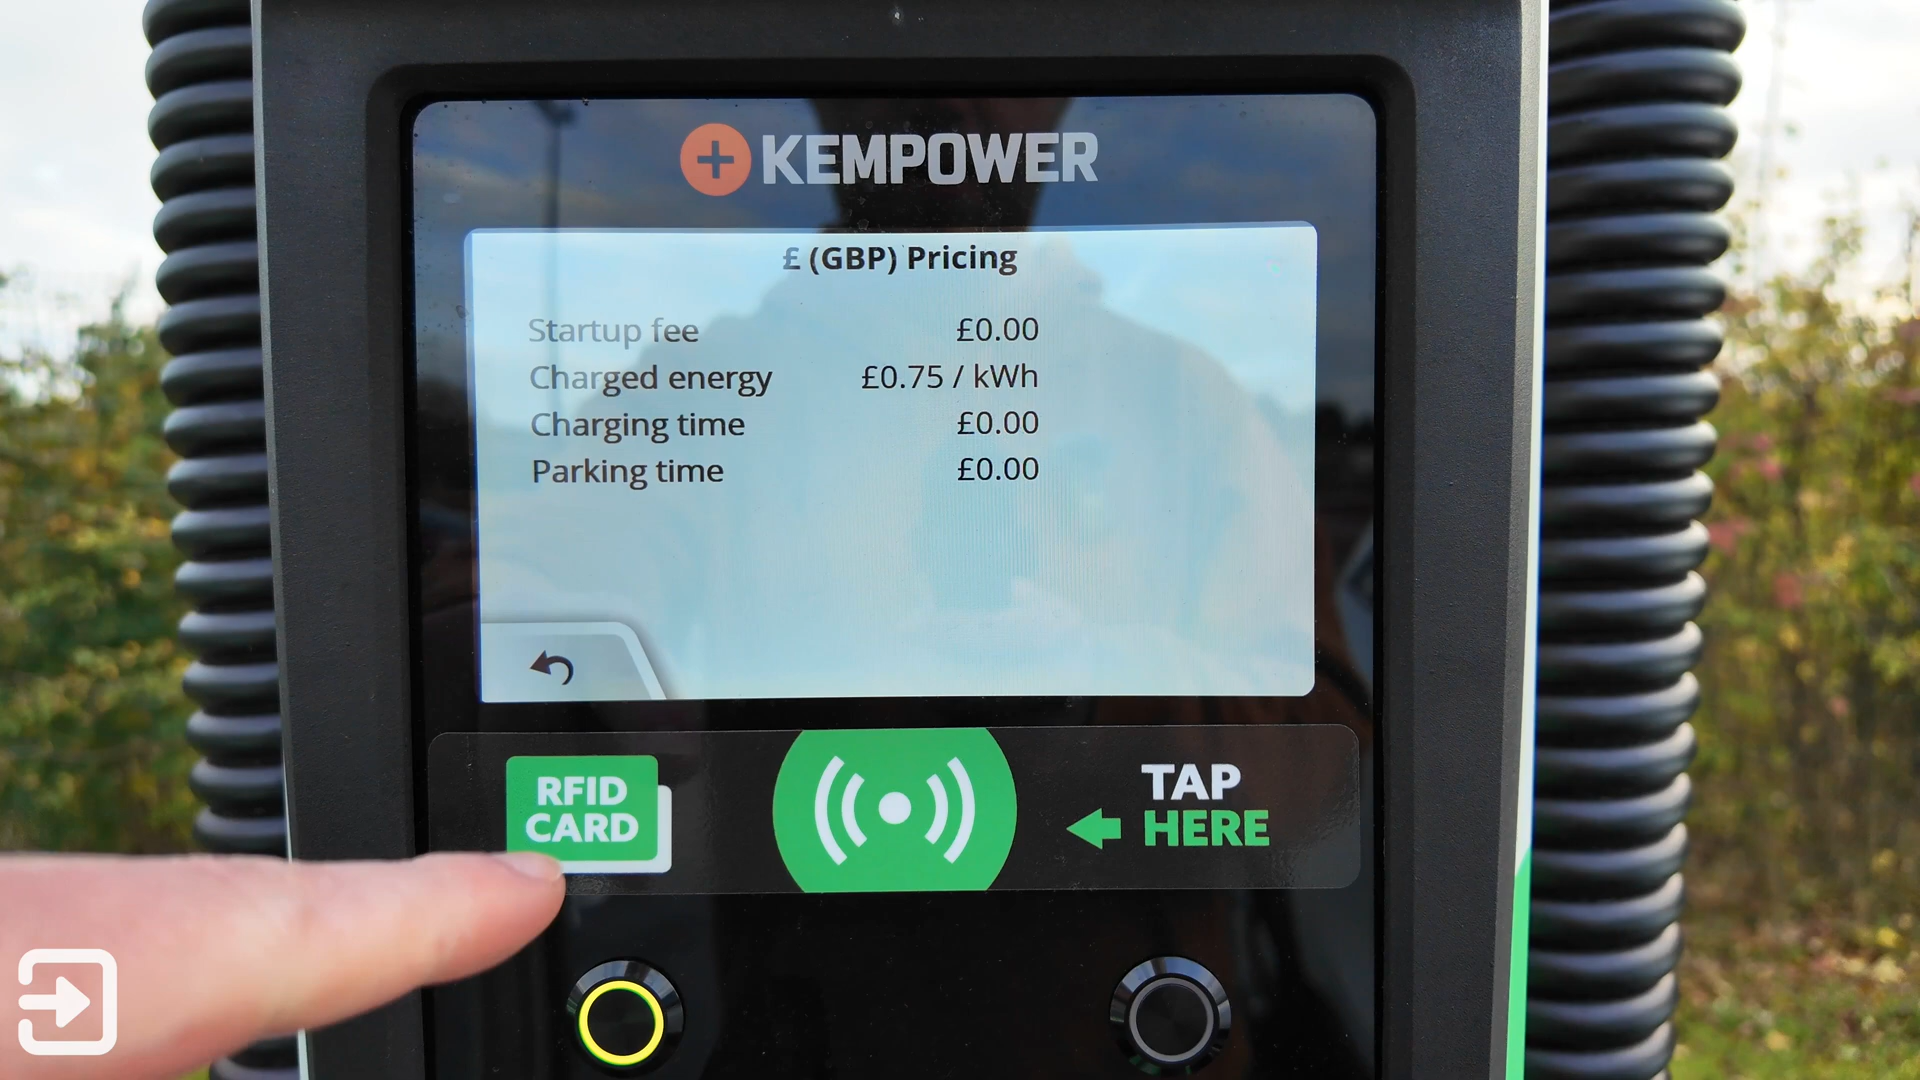 KEMPOWER
£ (GBP) Pricing
Startup fee £0.00
Charged energy £0.75 / kWh
Charging time £0.00
Parking time £0.00
RFID
CARD
TAP
HERE